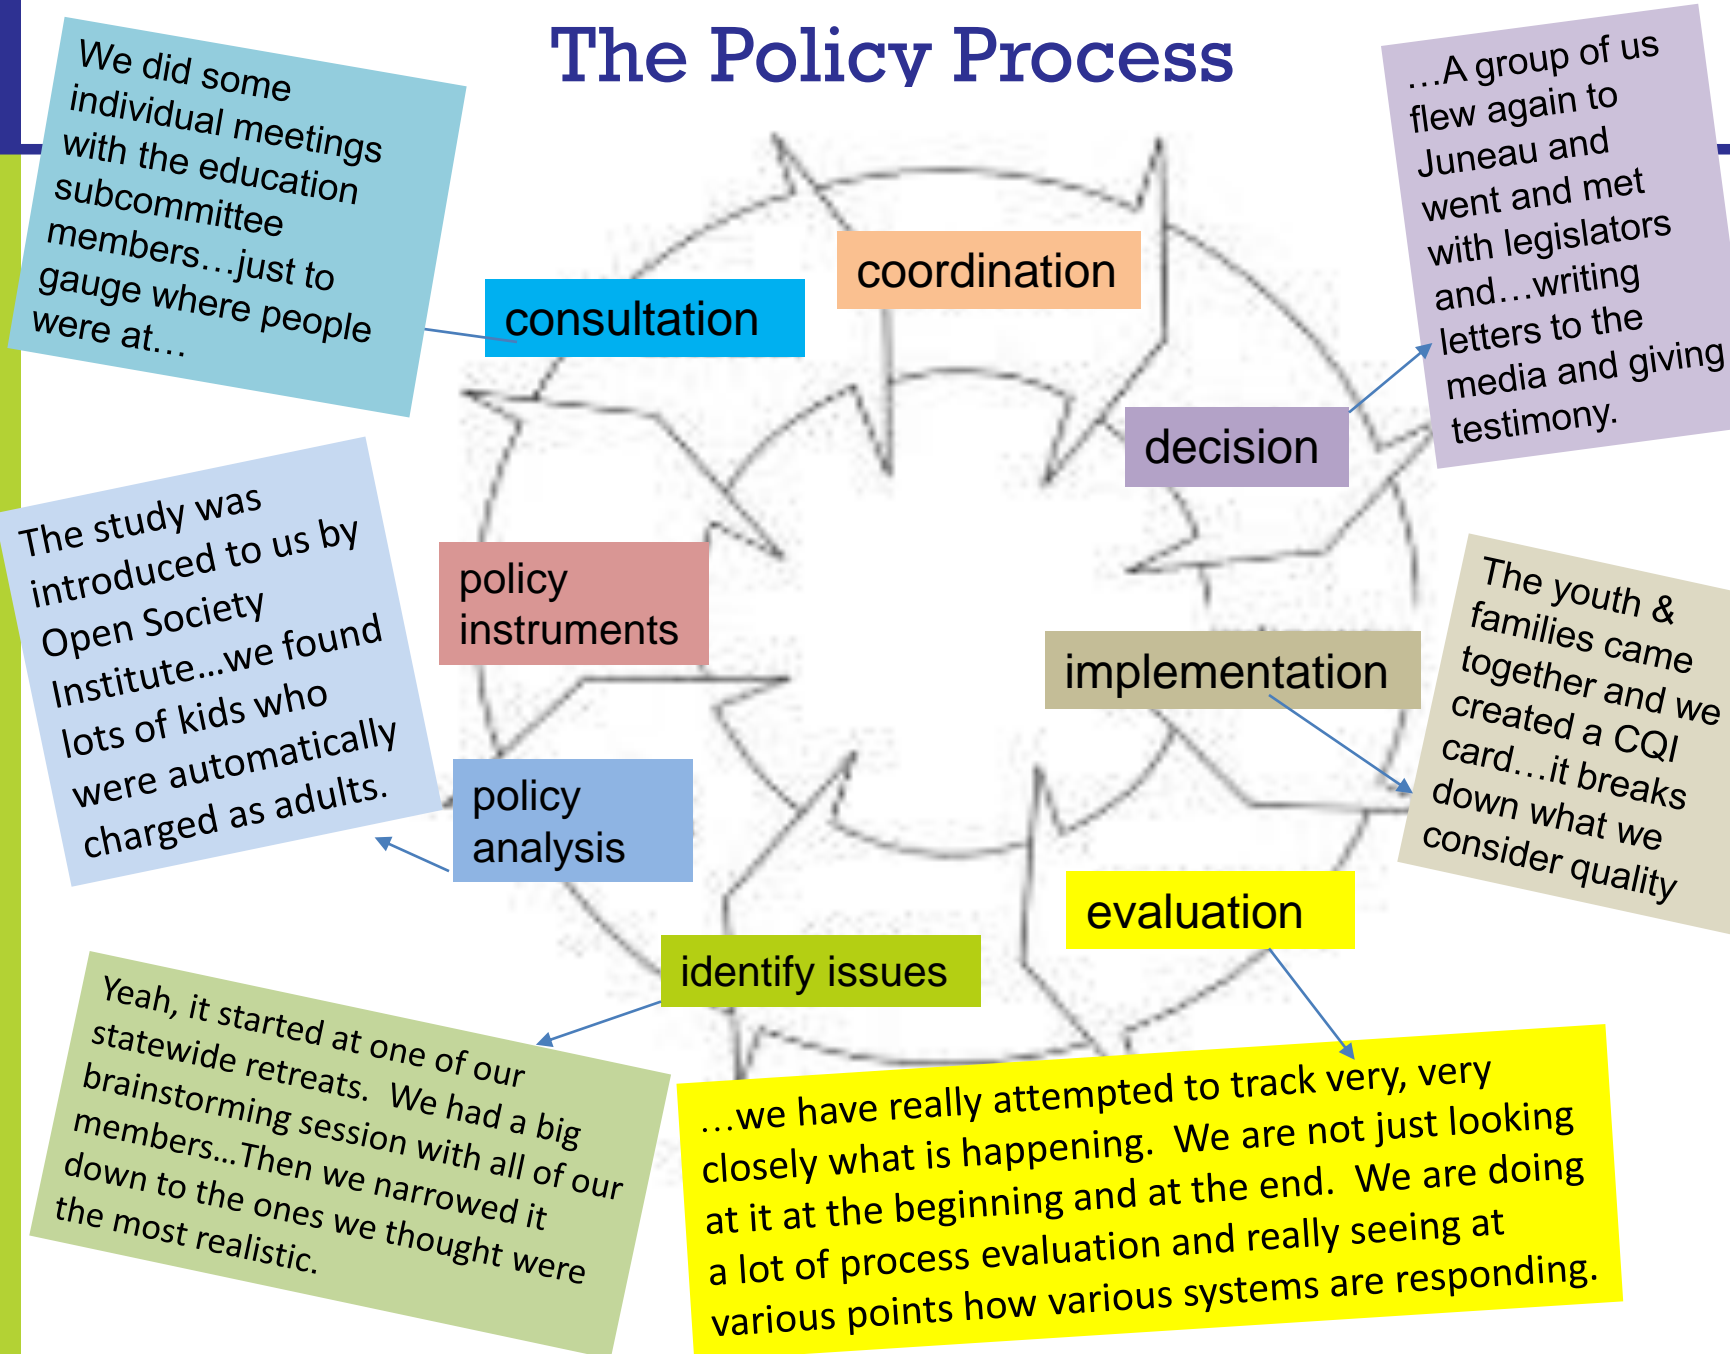 The Policy Process
We did some
individual meetings
with the education
subcommittee
members…just to
gauge where people
were at…
…A group of us
flew again to
Juneau and
went and met
with legislators
and…writing
letters to the
media and giving
testimony.
coordination
consultation
decision
The study was
introduced to us by
Open Society
Institute…we found
lots of kids who
were automatically
charged as adults.
policy
instruments
implementation
The youth &
families came
together and we
created a CQI
card…it breaks
down what we
consider quality
policy
analysis
evaluation
identify issues
Yeah, it started at one of our
statewide retreats.  We had a big
brainstorming session with all of our
members…Then we narrowed it
down to the ones we thought were
the most realistic.
…we have really attempted to track very, very
closely what is happening.  We are not just looking
at it at the beginning and at the end.  We are doing
a lot of process evaluation and really seeing at
various points how various systems are responding.